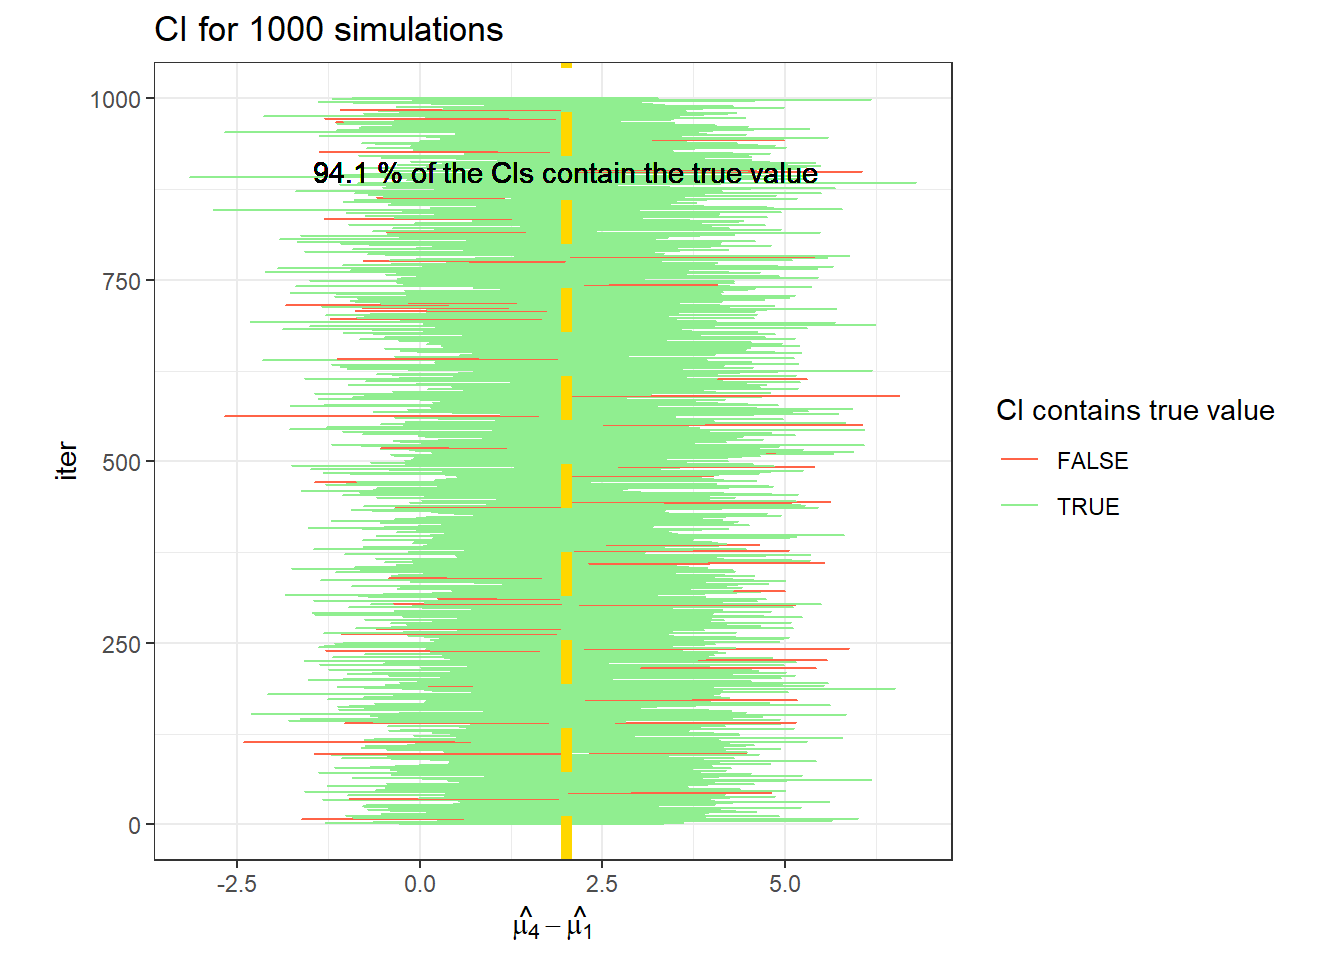 CI for 1000 simulations
1000
94.1 % of the CIs contain the true value
750
500
250
0
iter
-2.5 0.0 2.5 5.0
μ̂₄ − μ̂₁
CI contains true value
FALSE
TRUE